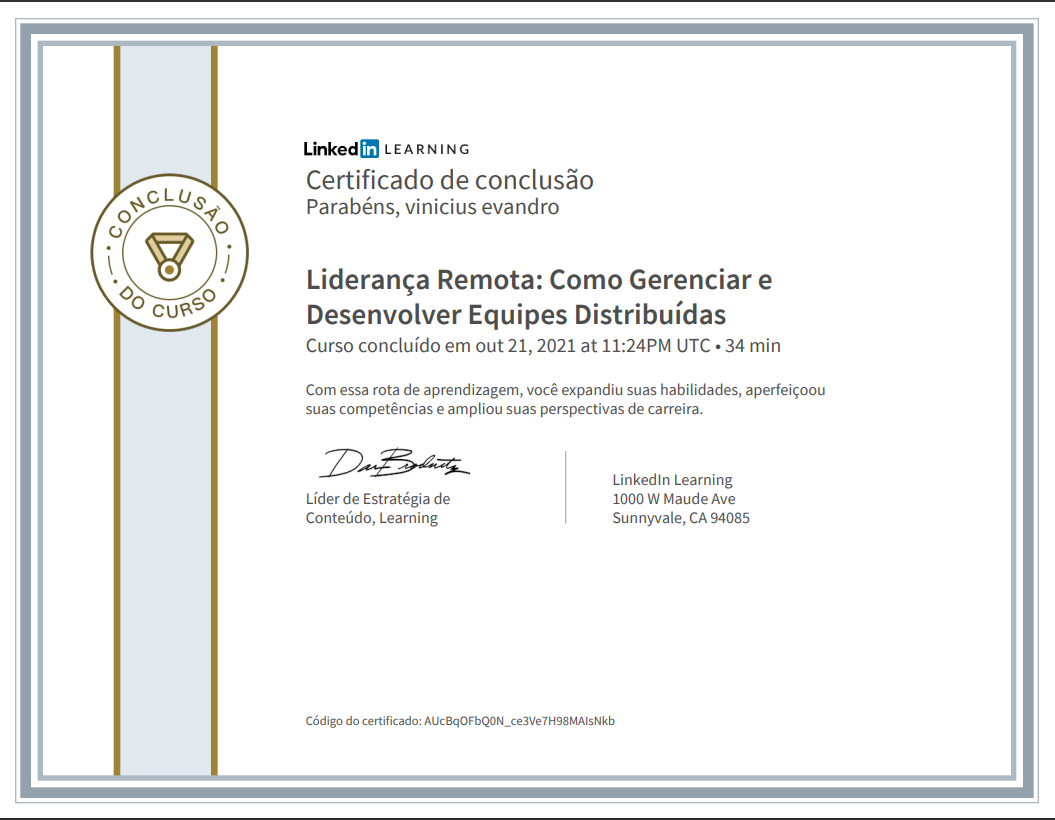 LinkedIn LEARNING
Certificado de conclusão
Parabéns, vinicius evandro
CONCLUSÃO
DO CURSO
Liderança Remota: Como Gerenciar e
Desenvolver Equipes Distribuídas
Curso concluído em out 21, 2021 at 11:24PM UTC • 34 min
Com essa rota de aprendizagem, você expandiu suas habilidades, aperfeiçoou
suas competências e ampliou suas perspectivas de carreira.
Líder de Estratégia de
Conteúdo, Learning
LinkedIn Learning
1000 W Maude Ave
Sunnyvale, CA 94085
Código do certificado: AUcBqOFbQ0N_ce3Ve7H98MAIsNkb